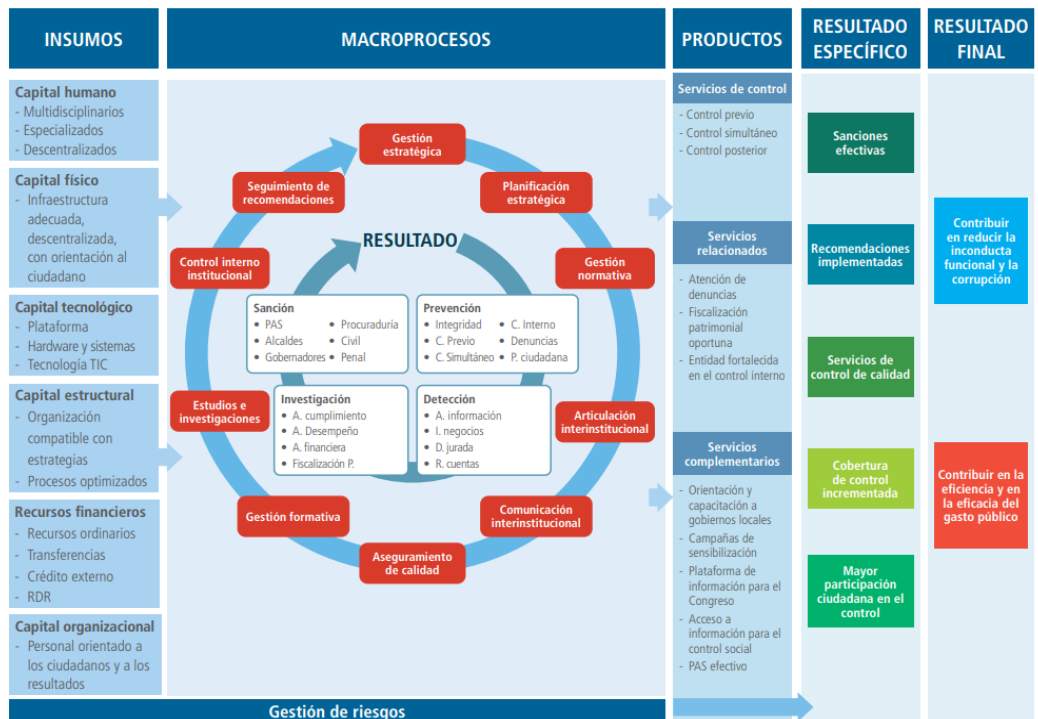 INSUMOS
MACROPROCESOS
PRODUCTOS
RESULTADO
ESPECÍFICO
RESULTADO
FINAL
Capital humano
- Multidisciplinarios
- Especializados
- Descentralizados
Capital físico
- Infraestructura
adecuada,
descentralizada,
con orientación al
ciudadano
Capital tecnológico
- Plataforma
- Hardware y sistemas
- Tecnología TIC
Capital estructural
- Organización
compatible con
estrategias
- Procesos optimizados
Recursos financieros
- Recursos ordinarios
- Transferencias
- Crédito externo
- RDR
Capital organizacional
- Personal orientado a
los ciudadanos y a los
resultados
Gestión
estratégica
Planificación
estratégica
Gestión
normativa
Articulación
interinstitucional
Comunicación
interinstitucional
Aseguramiento
de calidad
Gestión formativa
Estudios e
investigaciones
Control interno
institucional
Seguimiento de
recomendaciones
RESULTADO
Sanción
• PAS
• Alcaldes
• Gobernadores
• Procuraduría
• Civil
• Penal
Prevención
• Integridad
• C. Previo
• C. Simultáneo
• C. Interno
• Denuncias
• P. ciudadana
Investigación
• A. cumplimiento
• A. Desempeño
• A. financiera
• Fiscalización P.
Detección
• A. información
• I. negocios
• D. jurada
• R. cuentas
Servicios de control
- Control previo
- Control simultáneo
- Control posterior
Servicios
relacionados
- Atención de
denuncias
- Fiscalización
patrimonial
oportuna
- Entidad fortalecida
en el control interno
Servicios
complementarios
- Orientación y
capacitación a
gobiernos locales
- Campañas de
sensibilización
- Plataforma de
información para el
Congreso
- Acceso a
información para el
control social
- PAS efectivo
Sanciones
efectivas
Recomendaciones
implementadas
Servicios de
control de calidad
Cobertura
de control
incrementada
Mayor
participación
ciudadana en el
control
Contribuir
en reducir la
inconducta
funcional y la
corrupción
Contribuir en la
eficiencia y en
la eficacia del
gasto público
Gestión de riesgos